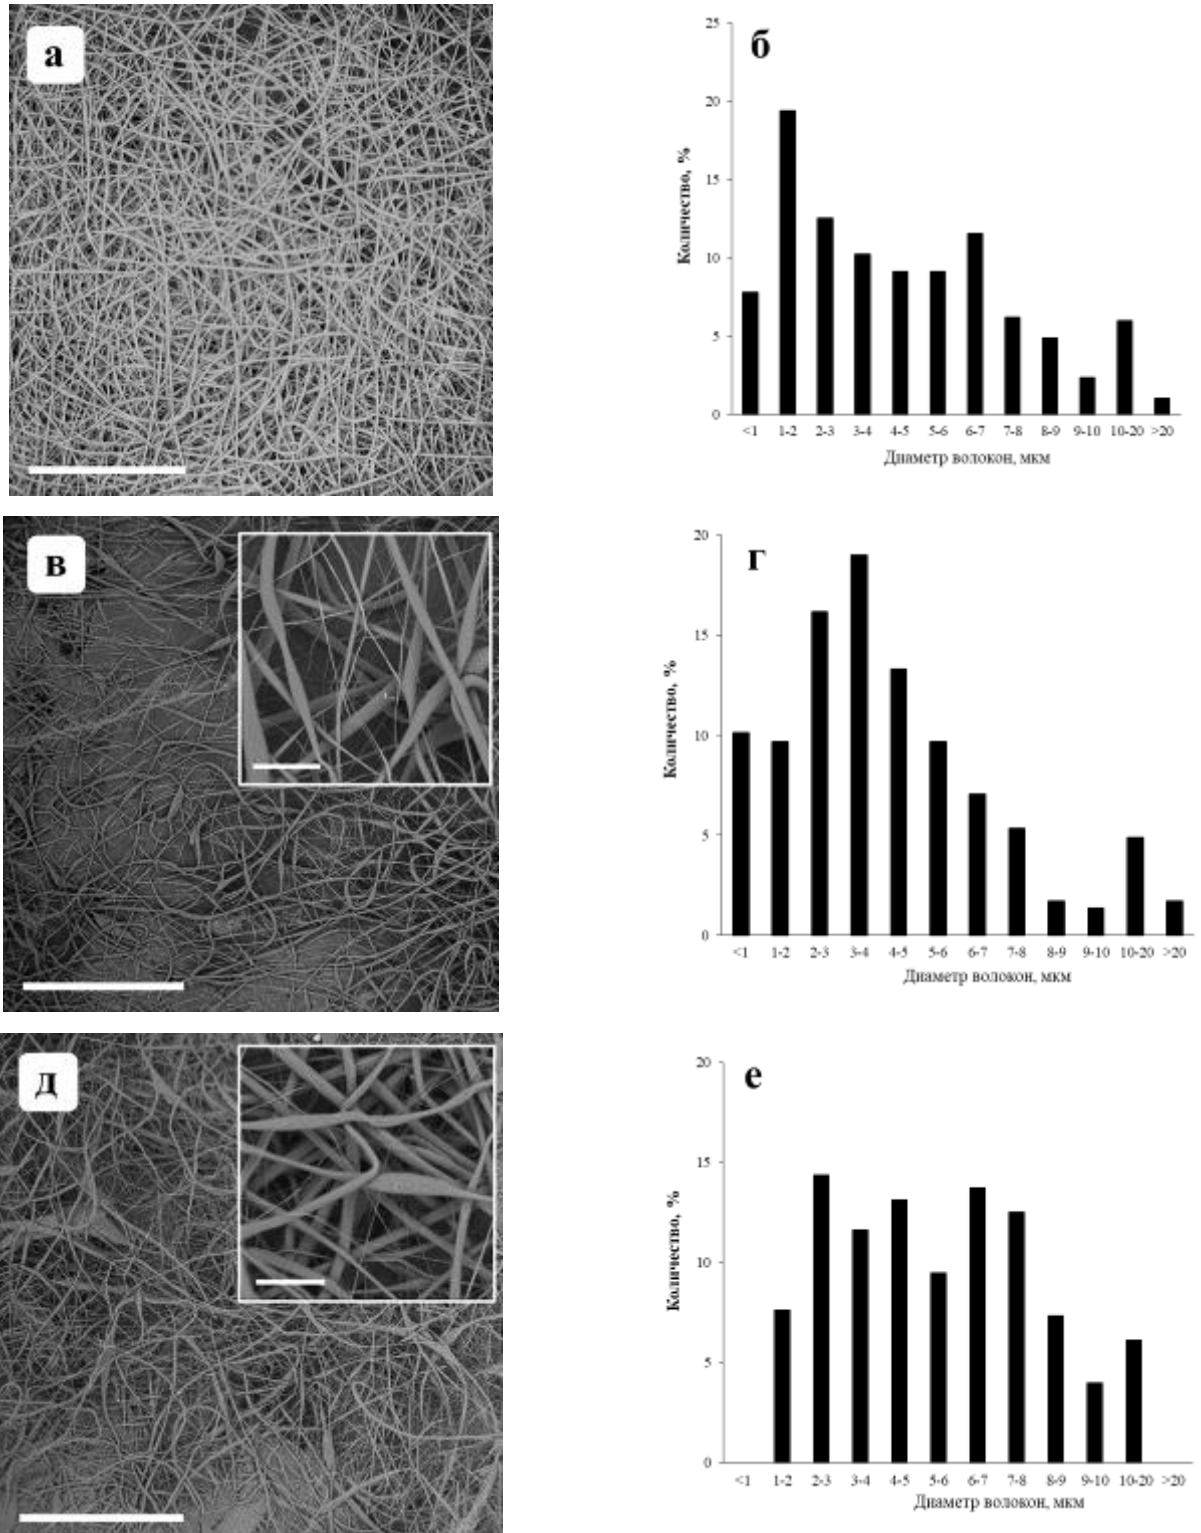 а
б
25
20
15
10
5
0
Количество, %
<1 1-2 2-3 3-4 4-5 5-6 6-7 7-8 8-9 9-10 10-20 >20
Диаметр волокон, мкм
в
г
20
15
10
5
0
Количество, %
<1 1-2 2-3 3-4 4-5 5-6 6-7 7-8 8-9 9-10 10-20 >20
Диаметр волокон, мкм
д
е
20
15
10
5
0
Количество, %
<1 1-2 2-3 3-4 4-5 5-6 6-7 7-8 8-9 9-10 10-20 >20
Диаметр волокон, мкм